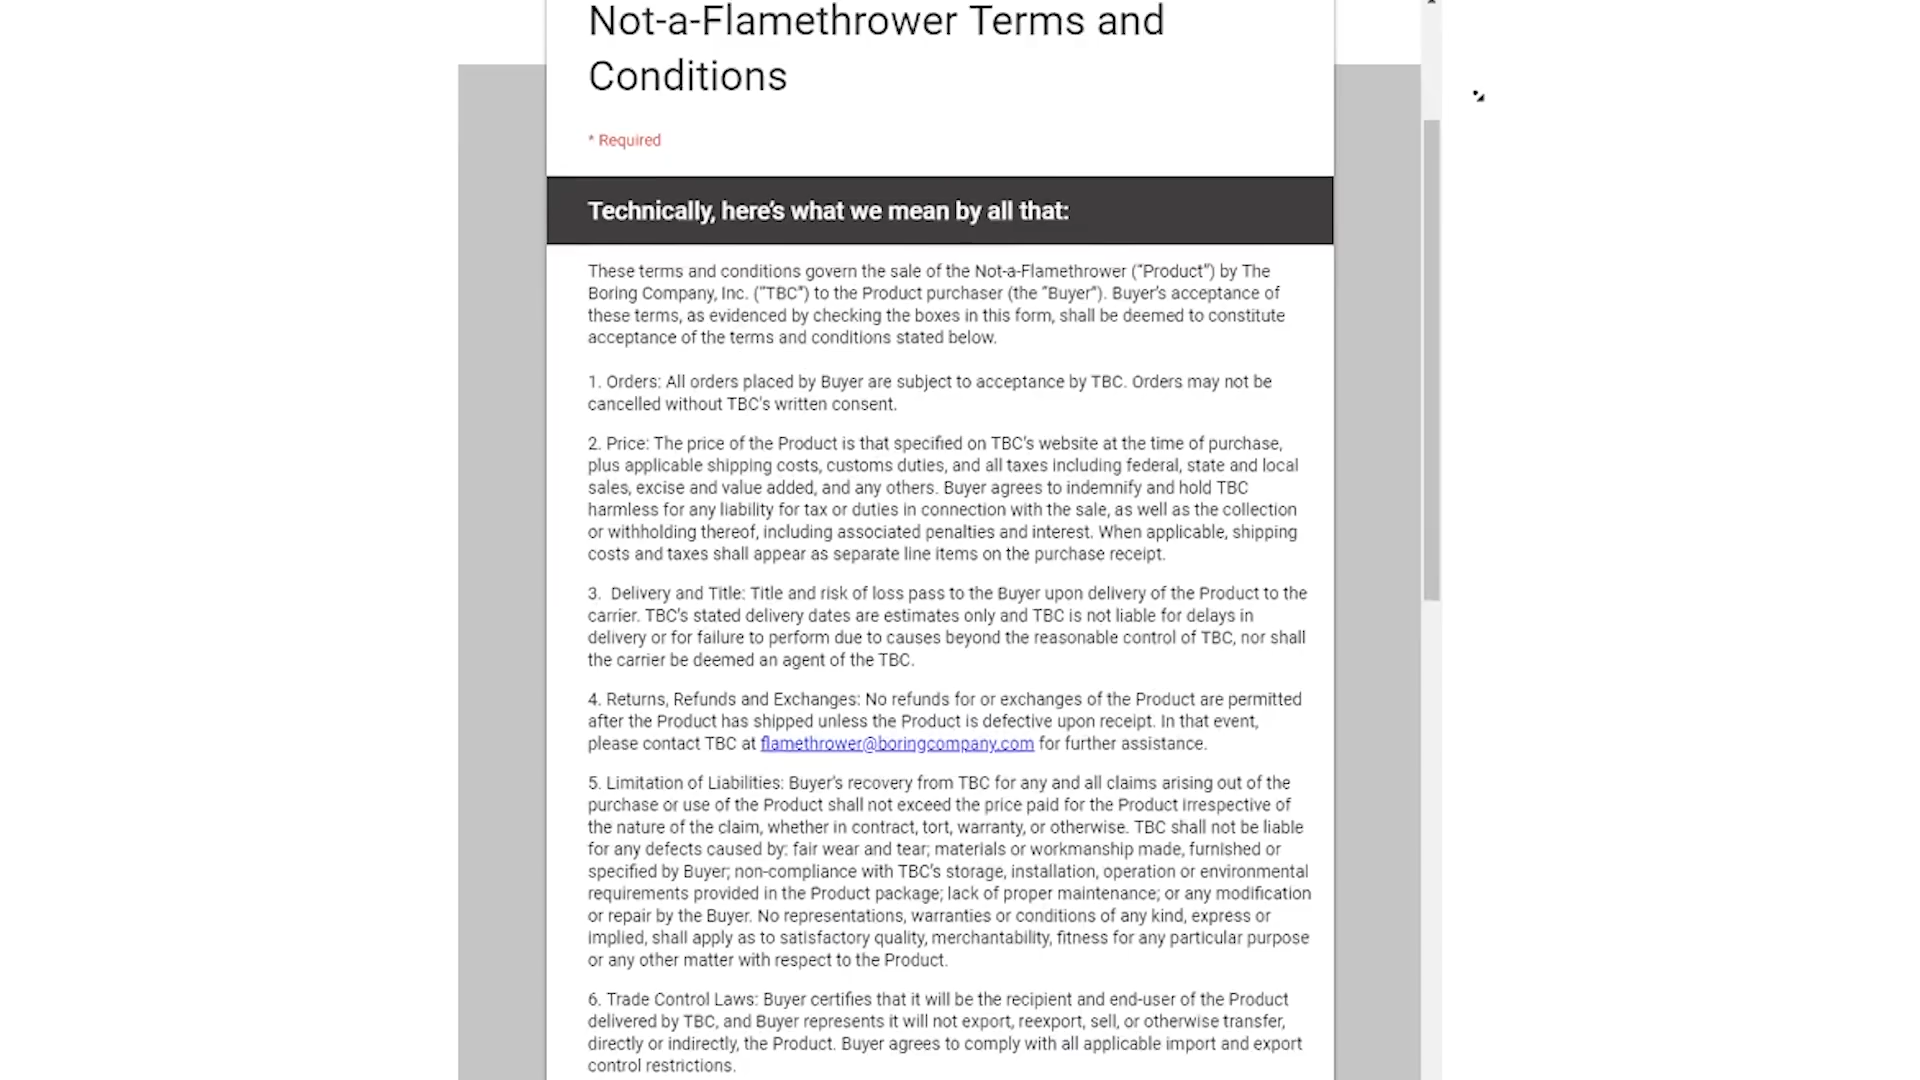 Not-a-Flamethrower Terms and
Conditions
* Required
Technically, here's what we mean by all that:
These terms and conditions govern the sale of the Not-a-Flamethrower ("Product") by The
Boring Company, Inc. ("TBC") to the Product purchaser (the "Buyer"). Buyer's acceptance of
these terms, as evidenced by checking the boxes in this form, shall be deemed to constitute
acceptance of the terms and conditions stated below.
1. Orders: All orders placed by Buyer are subject to acceptance by TBC. Orders may not be
cancelled without TBC's written consent.
2. Price: The price of the Product is that specified on TBC's website at the time of purchase,
plus applicable shipping costs, customs duties, and all taxes including federal, state and local
sales, excise and value added, and any others. Buyer agrees to indemnify and hold TBC
harmless for any liability for tax or duties in connection with the sale, as well as the collection
or withholding thereof, including associated penalties and interest. When applicable, shipping
costs and taxes shall appear as separate line items on the purchase receipt.
3. Delivery and Title: Title and risk of loss pass to the Buyer upon delivery of the Product to the
carrier. TBC's stated delivery dates are estimates only and TBC is not liable for delays in
delivery or for failure to perform due to causes beyond the reasonable control of TBC, nor shall
the carrier be deemed an agent of the TBC.
4. Returns, Refunds and Exchanges: No refunds for or exchanges of the Product are permitted
after the Product has shipped unless the Product is defective upon receipt. In that event,
please contact TBC at flamethrower@boringcompany.com for further assistance.
5. Limitation of Liabilities: Buyer's recovery from TBC for any and all claims arising out of the
purchase or use of the Product shall not exceed the price paid for the Product irrespective of
the nature of the claim, whether in contract, tort, warranty, or otherwise. TBC shall not be liable
for any defects caused by: fair wear and tear; materials or workmanship made, furnished or
specified by Buyer; non-compliance with TBC's storage, installation, operation or environmental
requirements provided in the Product package; lack of proper maintenance; or any modification
or repair by the Buyer. No representations, warranties or conditions of any kind, express or
implied, shall apply as to satisfactory quality, merchantability, fitness for any particular purpose
or any other matter with respect to the Product.
6. Trade Control Laws: Buyer certifies that it will be the recipient and end-user of the Product
delivered by TBC, and Buyer represents it will not export, reexport, sell, or otherwise transfer,
directly or indirectly, the Product. Buyer agrees to comply with all applicable import and export
control restrictions.